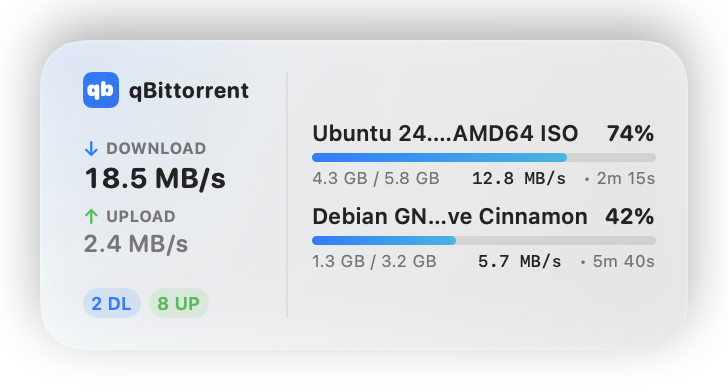 qb
qBittorrent
↓ DOWNLOAD
18.5 MB/s
↑ UPLOAD
2.4 MB/s
2 DL 8 UP
Ubuntu 24....AMD64 ISO 74%
4.3 GB / 5.8 GB 12.8 MB/s • 2m 15s
Debian GN...ve Cinnamon 42%
1.3 GB / 3.2 GB 5.7 MB/s • 5m 40s